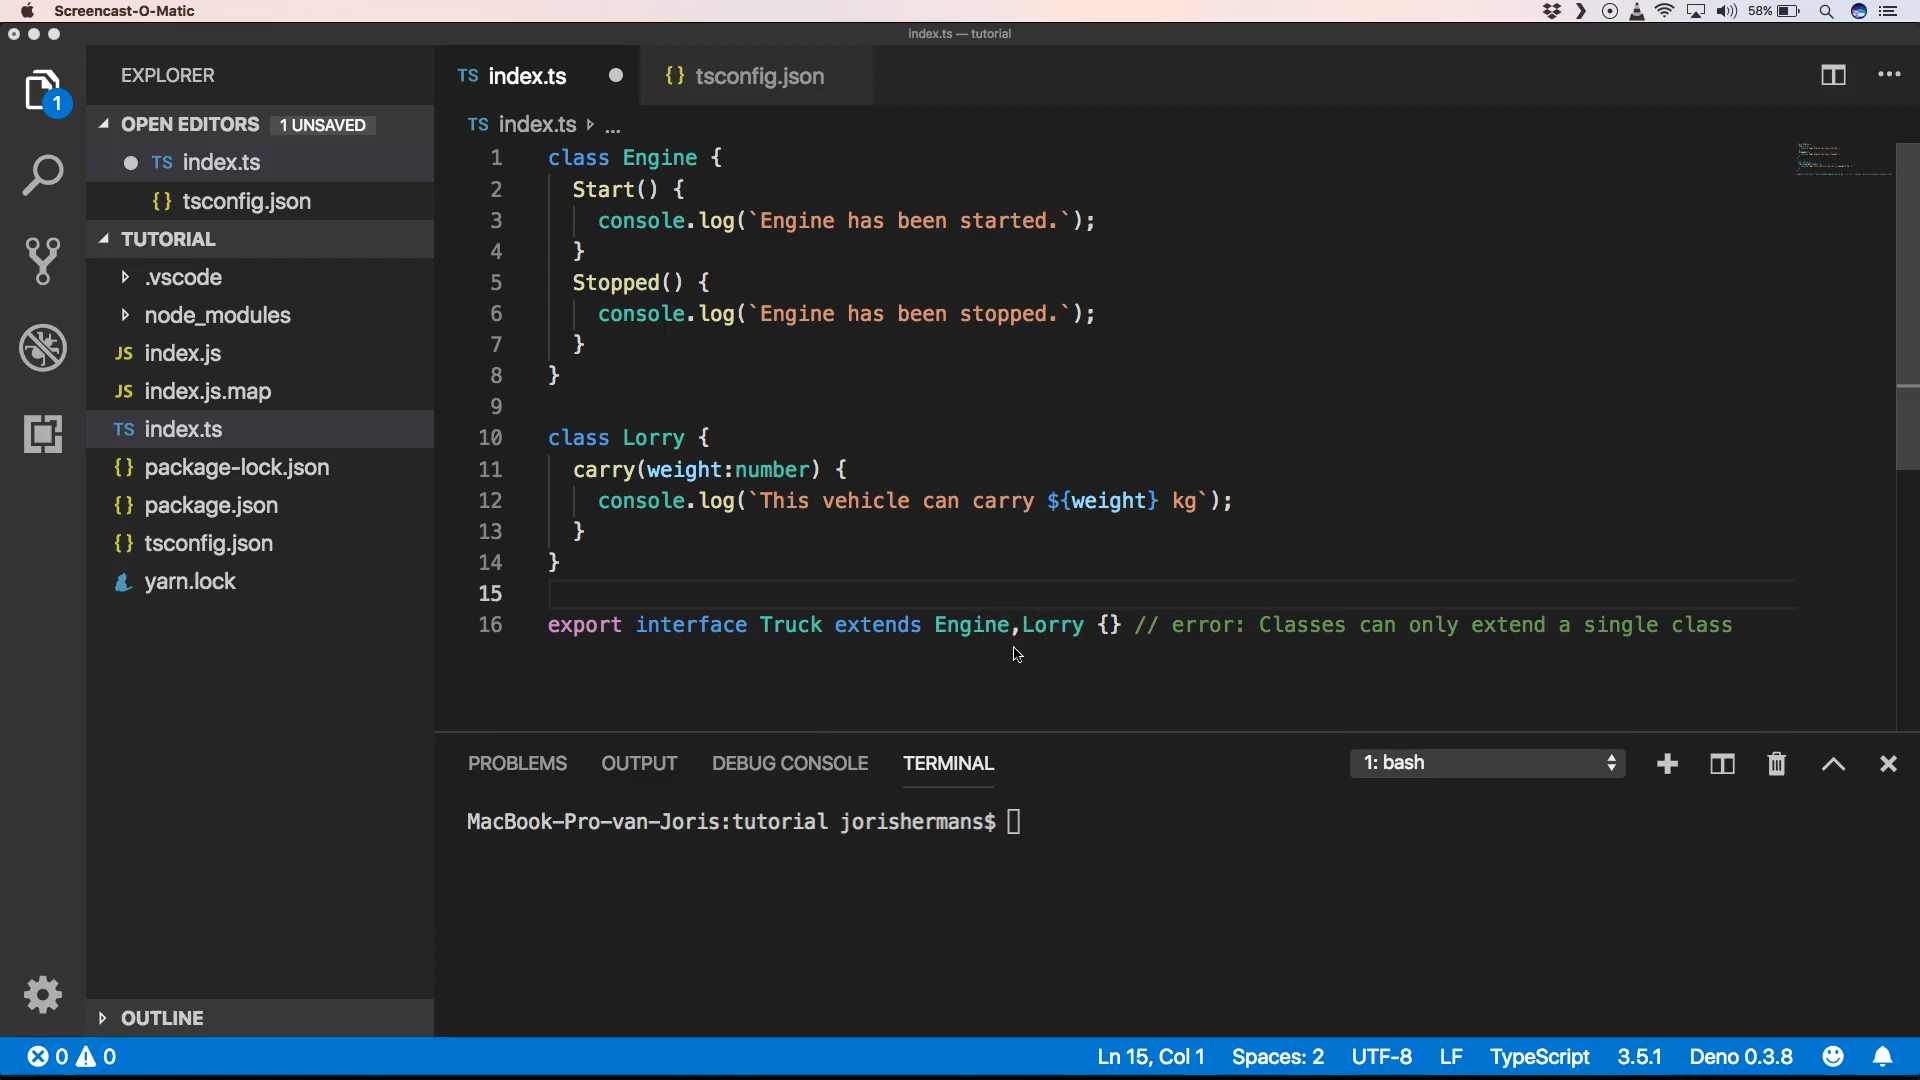 Screencast-O-Matic
58%
index.ts — tutorial
EXPLORER
TS index.ts
{} tsconfig.json
1
OPEN EDITORS 1 UNSAVED
TS index.ts > ...
TS index.ts
{} tsconfig.json
TUTORIAL
.vscode
node_modules
JS index.js
JS index.js.map
TS index.ts
{} package-lock.json
{} package.json
{} tsconfig.json
yarn.lock
OUTLINE
1 class Engine {
2 Start() {
3 console.log(`Engine has been started.`);
4 }
5 Stopped() {
6 console.log(`Engine has been stopped.`);
7 }
8 }
9
10 class Lorry {
11 carry(weight:number) {
12 console.log(`This vehicle can carry ${weight} kg`);
13 }
14 }
15
16 export interface Truck extends Engine,Lorry {} // error: Classes can only extend a single class
PROBLEMS OUTPUT DEBUG CONSOLE TERMINAL 1: bash
MacBook-Pro-van-Joris:tutorial jorishermans$
0 0 Ln 15, Col 1 Spaces: 2 UTF-8 LF TypeScript 3.5.1 Deno 0.3.8